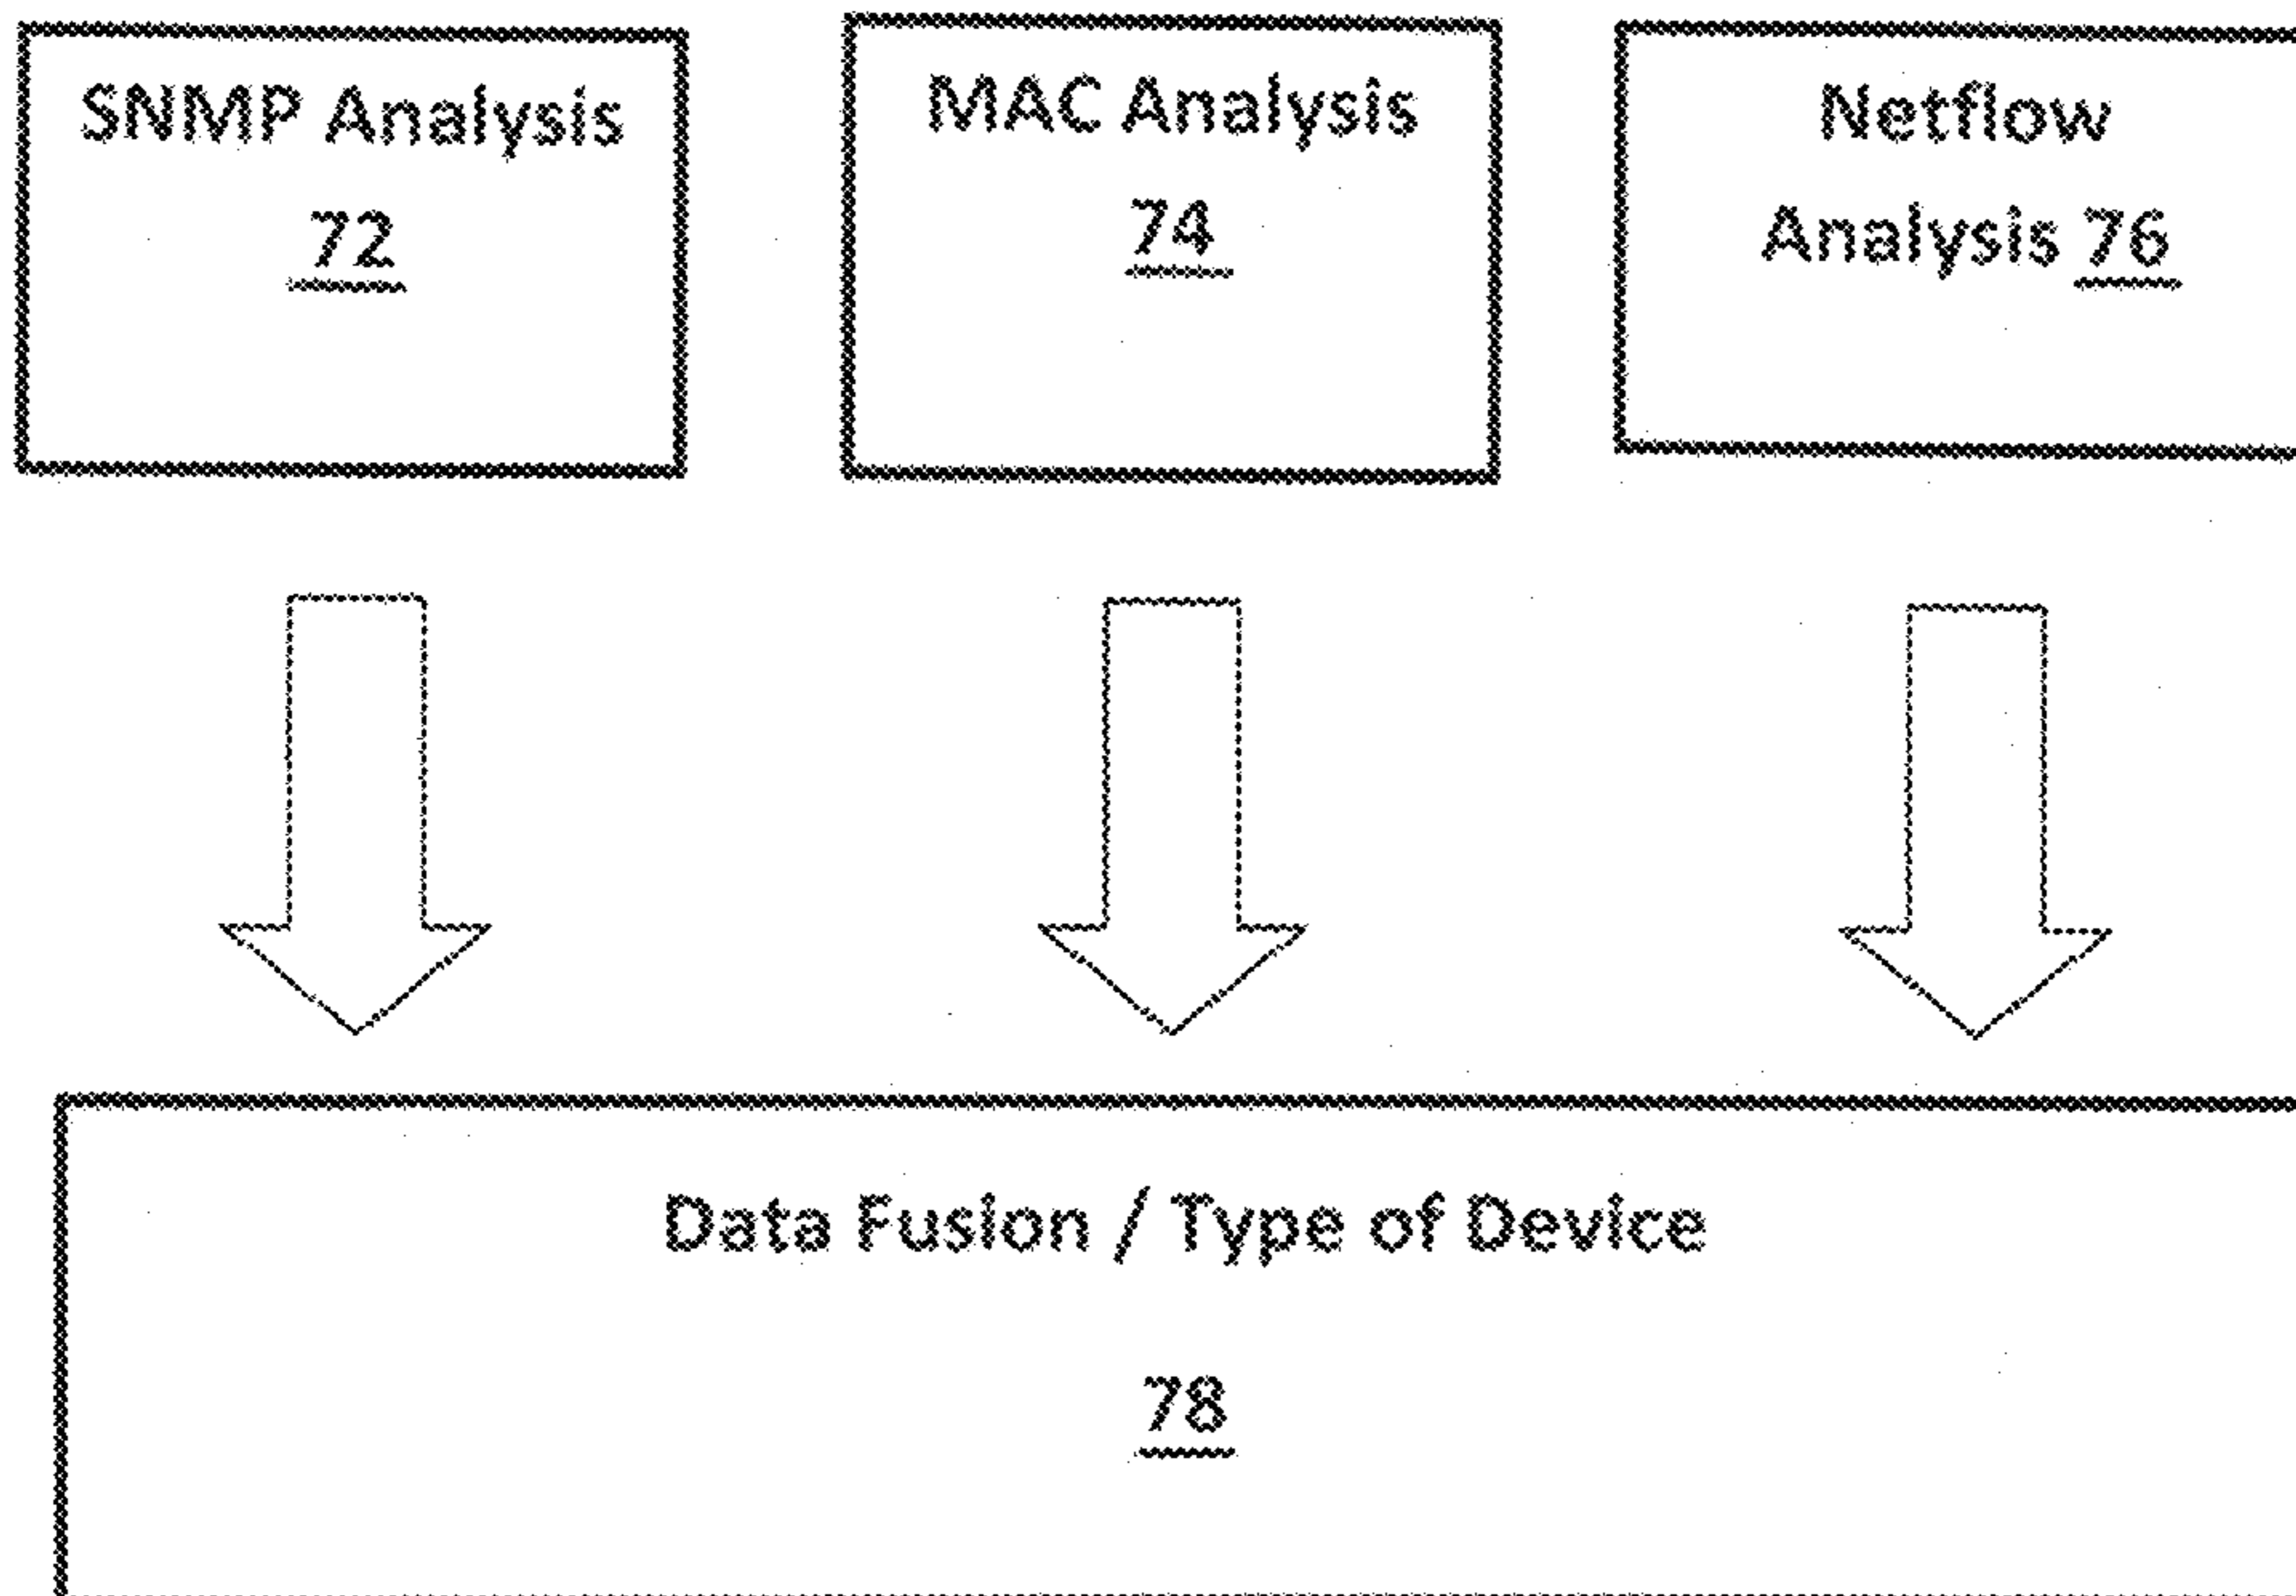 SNMP Analysis
72
MAC Analysis
74
Netflow
Analysis 76
Data Fusion / Type of Device
78